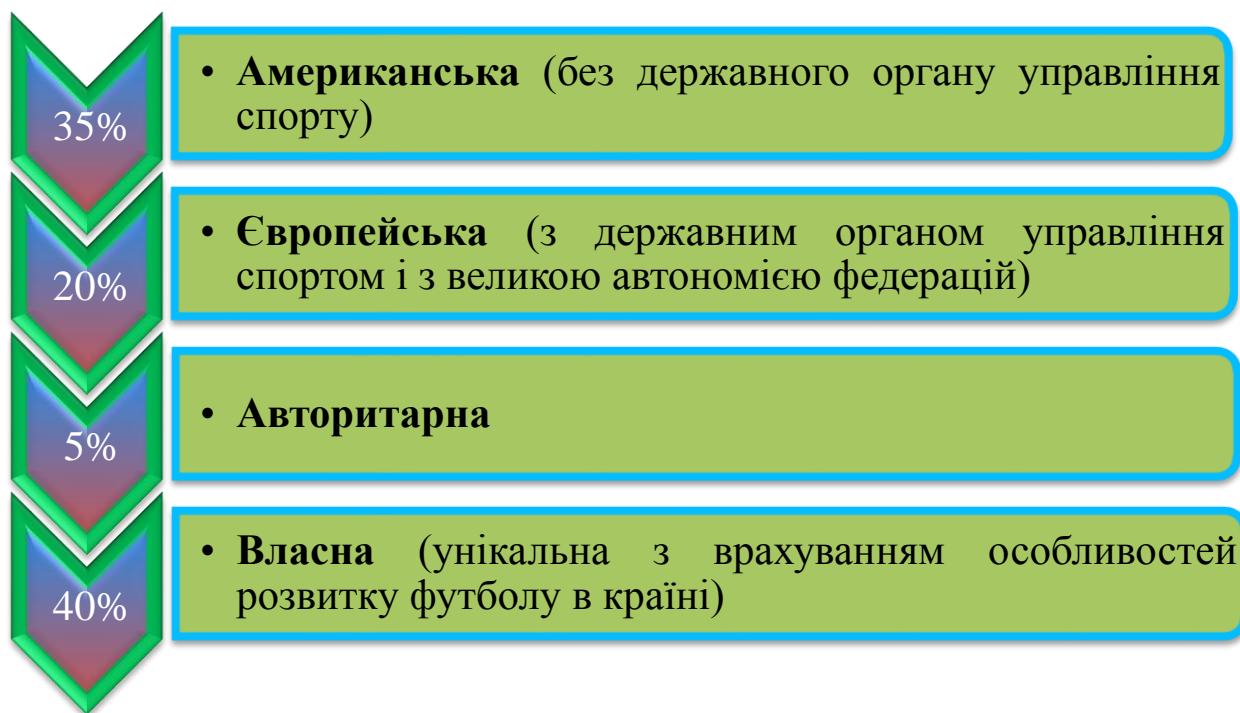 35%
• Американська (без державного органу управління
спорту)
20%
• Європейська (з державним органом управління
спортом і з великою автономією федерацій)
5%
• Авторитарна
40%
• Власна (унікальна з врахуванням особливостей
розвитку футболу в країні)